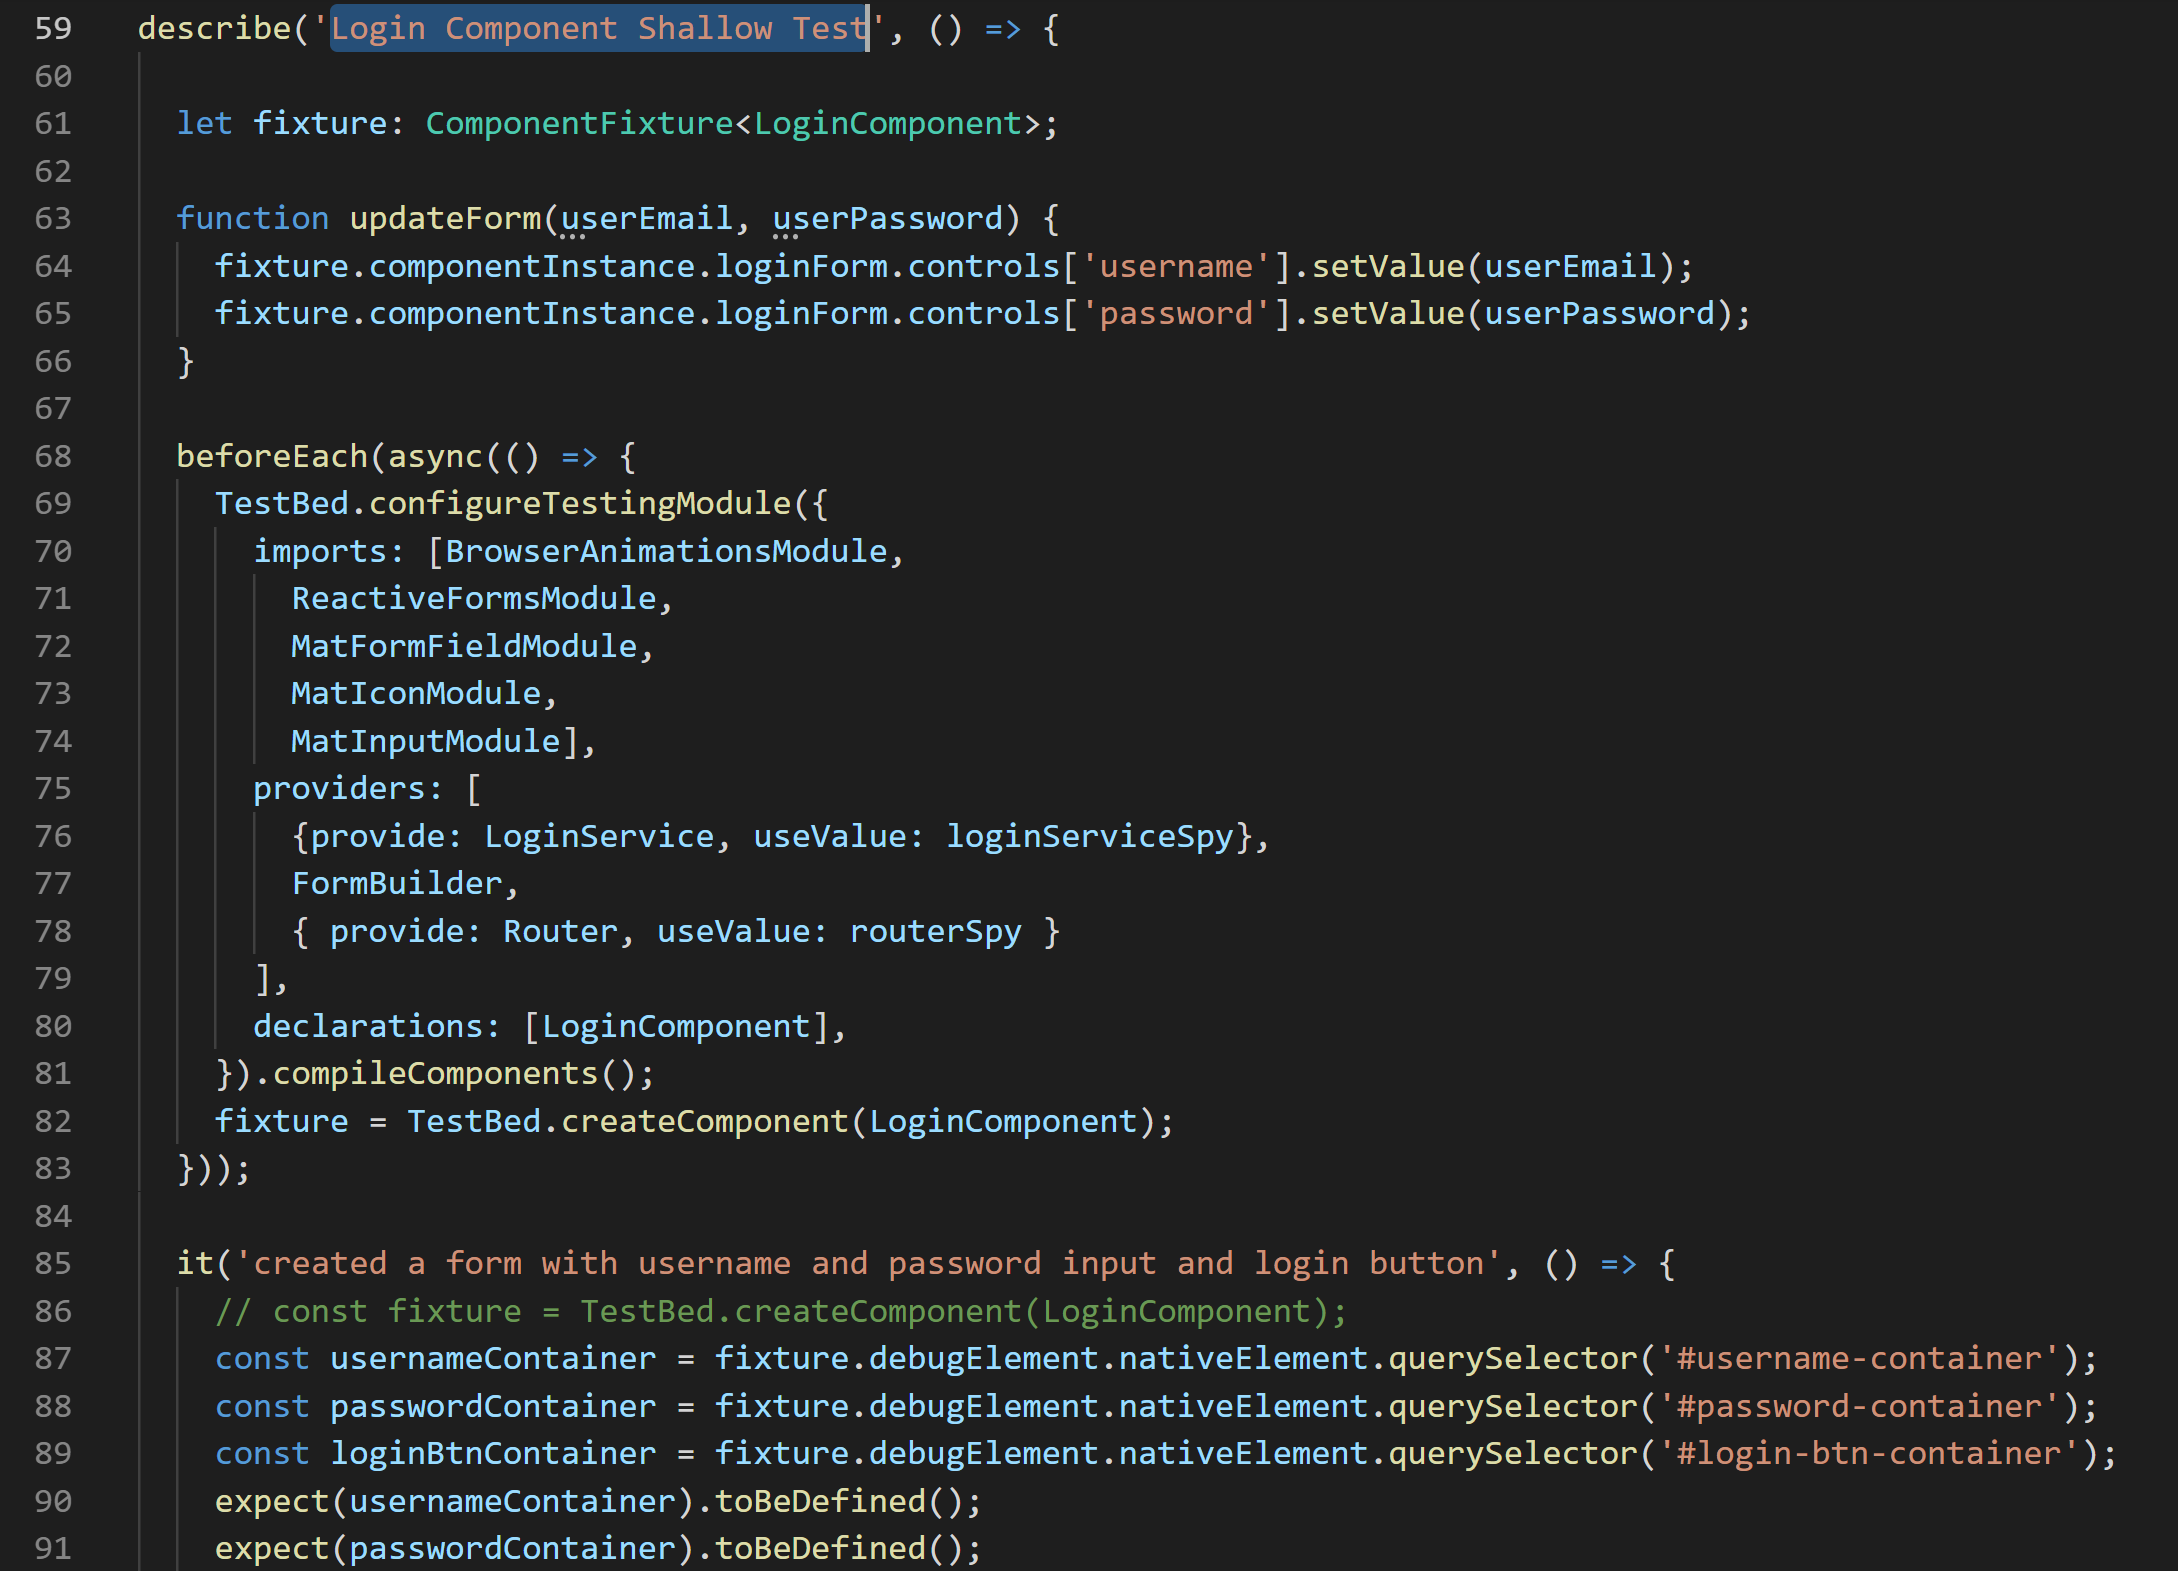 59 describe('Login Component Shallow Test', () => {
60
61   let fixture: ComponentFixture<LoginComponent>;
62
63   function updateForm(userEmail, userPassword) {
64     fixture.componentInstance.loginForm.controls['username'].setValue(userEmail);
65     fixture.componentInstance.loginForm.controls['password'].setValue(userPassword);
66   }
67
68   beforeEach(async(() => {
69     TestBed.configureTestingModule({
70       imports: [BrowserAnimationsModule,
71         ReactiveFormsModule,
72         MatFormFieldModule,
73         MatIconModule,
74         MatInputModule],
75       providers: [
76         {provide: LoginService, useValue: loginServiceSpy},
77         FormBuilder,
78         { provide: Router, useValue: routerSpy }
79       ],
80       declarations: [LoginComponent],
81     }).compileComponents();
82     fixture = TestBed.createComponent(LoginComponent);
83   }));
84
85   it('created a form with username and password input and login button', () => {
86     // const fixture = TestBed.createComponent(LoginComponent);
87     const usernameContainer = fixture.debugElement.nativeElement.querySelector('#username-container');
88     const passwordContainer = fixture.debugElement.nativeElement.querySelector('#password-container');
89     const loginBtnContainer = fixture.debugElement.nativeElement.querySelector('#login-btn-container');
90     expect(usernameContainer).toBeDefined();
91     expect(passwordContainer).toBeDefined();